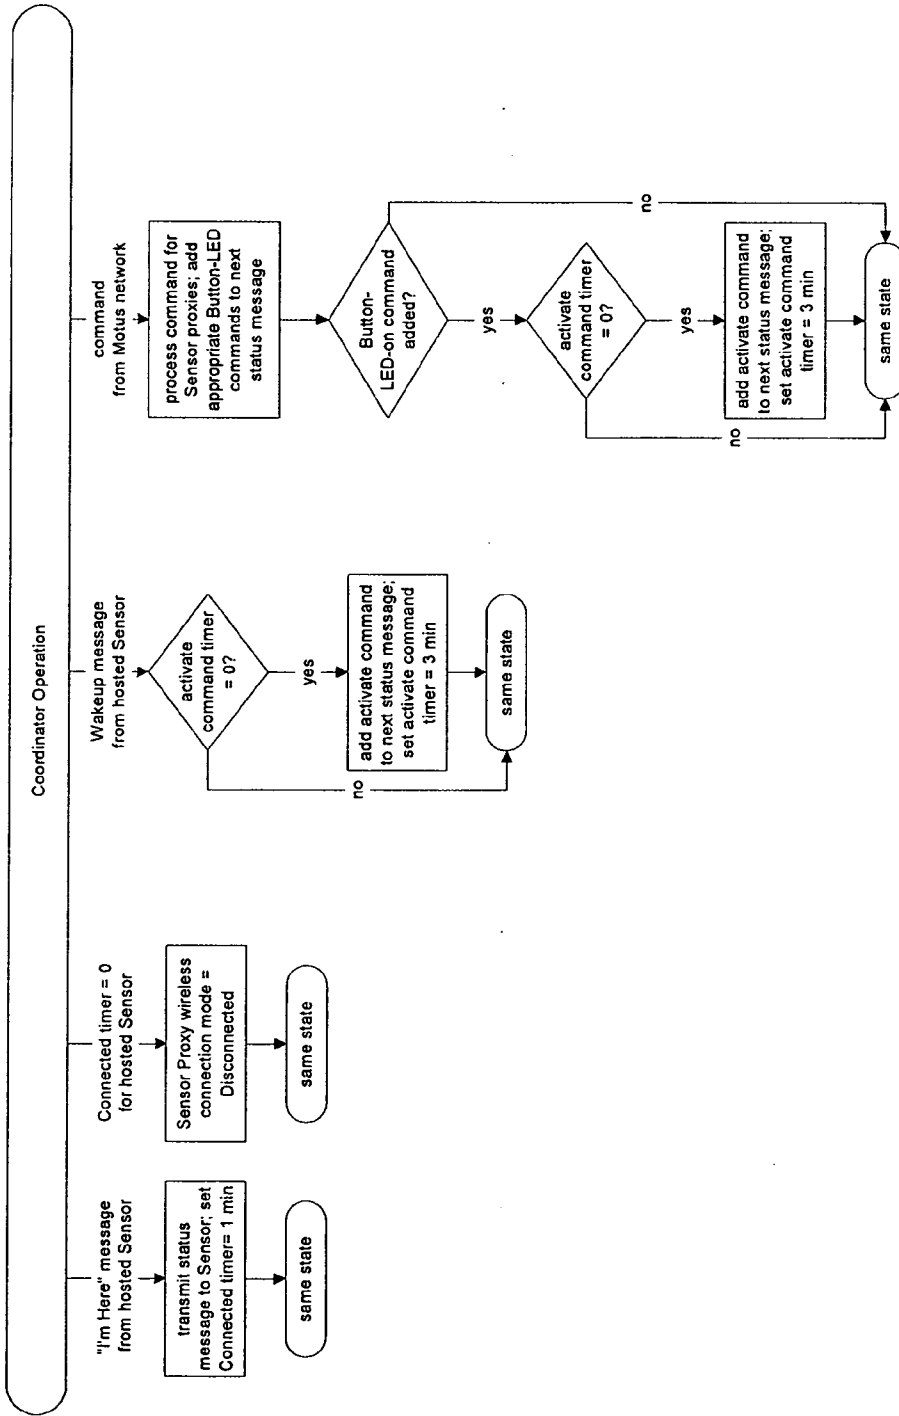 Coordinator Operation
"I'm Here" message
from hosted Sensor
transmit status
message to Sensor; set
Connected timer= 1 min
same state
Connected timer = 0
for hosted Sensor
Sensor Proxy wireless
connection mode =
Disconnected
same state
Wakeup message
from hosted Sensor
activate
command timer
= 0?
yes
no
add activate command
to next status message;
set activate command
timer = 3 min
same state
command
from Motus network
process command for
Sensor proxies; add
appropriate Button-LED
commands to next
status message
Button-
LED-on command
added?
yes
no
activate
command timer
= 0?
yes
no
add activate command
to next status message;
set activate command
timer = 3 min
same state